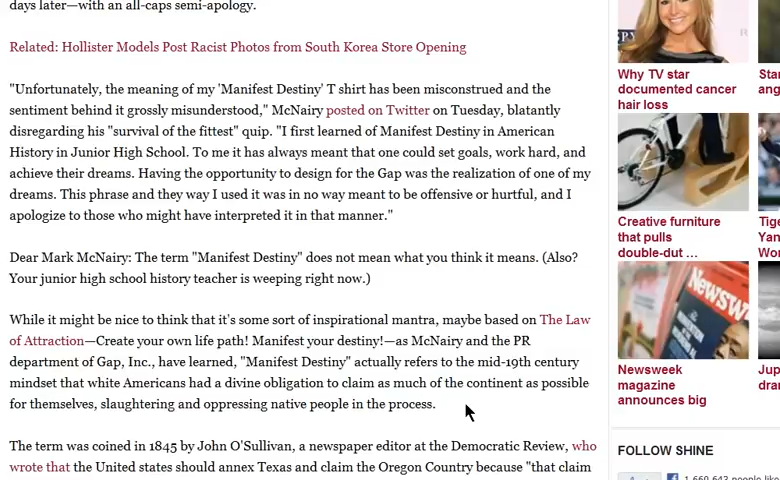 days later—with an all-caps semi-apology.
Related: Hollister Models Post Racist Photos from South Korea Store Opening
"Unfortunately, the meaning of my 'Manifest Destiny' T shirt has been misconstrued and the
sentiment behind it grossly misunderstood," McNairy posted on Twitter on Tuesday, blatantly
disregarding his "survival of the fittest" quip. "I first learned of Manifest Destiny in American
History in Junior High School. To me it has always meant that one could set goals, work hard, and
achieve their dreams. Having the opportunity to design for the Gap was the realization of one of my
dreams. This phrase and they way I used it was in no way meant to be offensive or hurtful, and I
apologize to those who might have interpreted it in that manner."
Dear Mark McNairy: The term "Manifest Destiny" does not mean what you think it means. (Also?
Your junior high school history teacher is weeping right now.)
While it might be nice to think that it's some sort of inspirational mantra, maybe based on The Law
of Attraction—Create your own life path! Manifest your destiny!—as McNairy and the PR
department of Gap, Inc., have learned, "Manifest Destiny" actually refers to the mid-19th century
mindset that white Americans had a divine obligation to claim as much of the continent as possible
for themselves, slaughtering and oppressing native people in the process.
The term was coined in 1845 by John O'Sullivan, a newspaper editor at the Democratic Review, who
wrote that the United states should annex Texas and claim the Oregon Country because "that claim
Why TV star
documented cancer
hair loss
Creative furniture
that pulls
double-dut ...
Newsw
Newsweek
magazine
announces big
FOLLOW SHINE